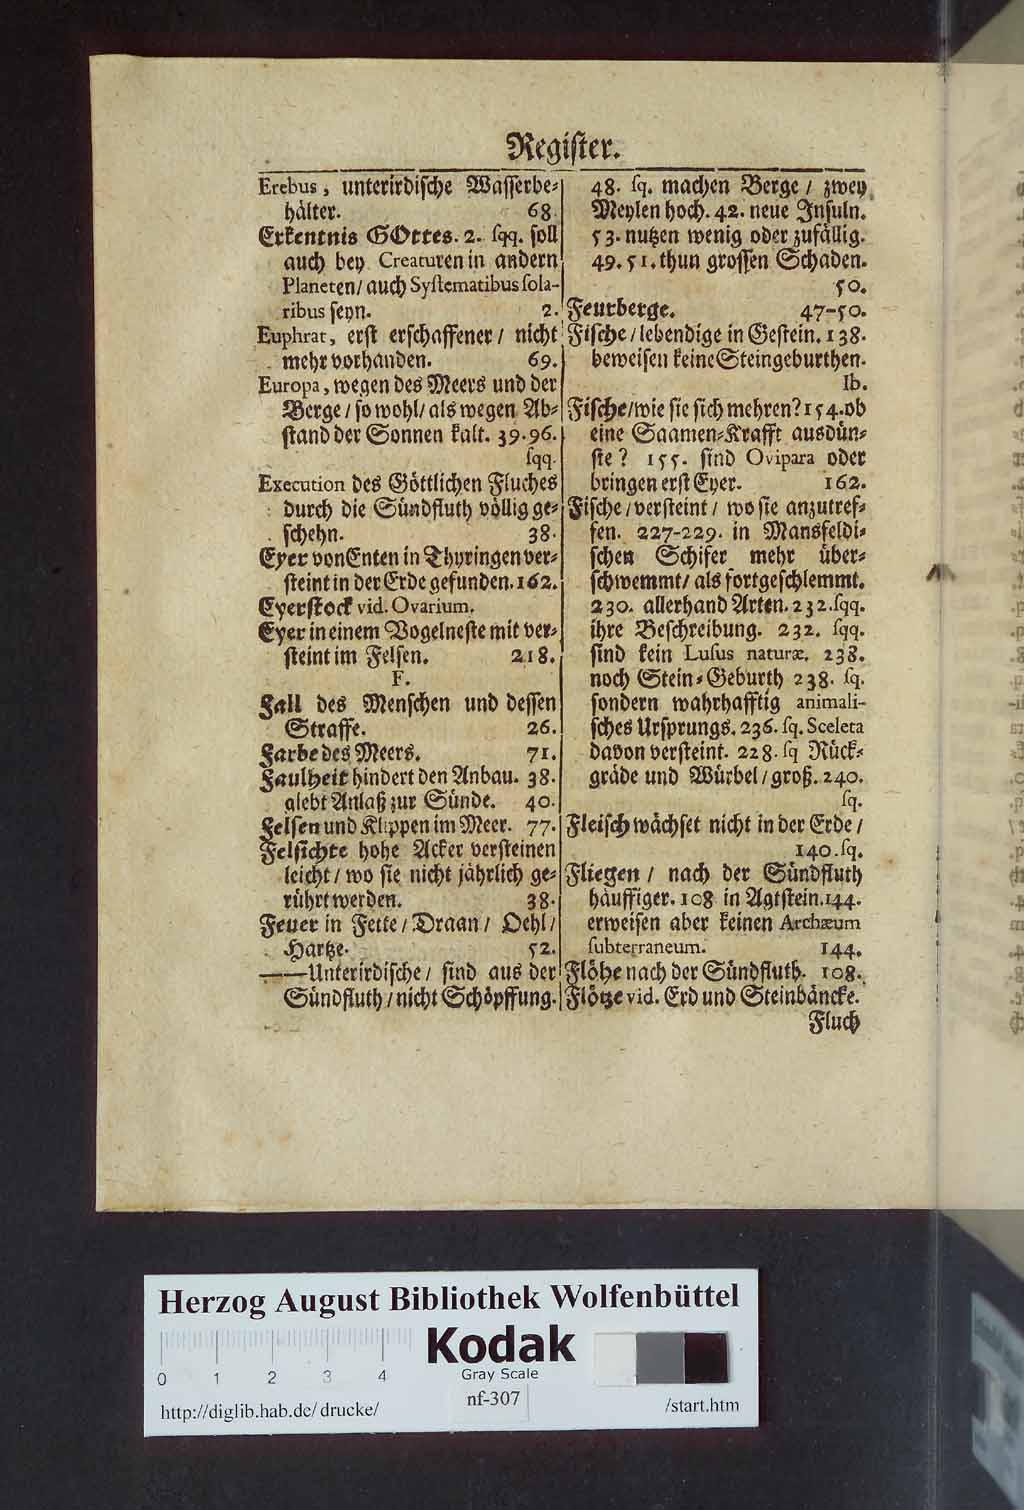 Register.
Erebus, unterirdische Wasserbe-
hälter. 68.
Erkentnis GOttes. 2. sqq. soll
auch bey Creaturen in andern
Planeten/ auch Systematibus sola-
ribus seyn. 2.
Euphrat, erst erschaffener/ nicht
mehr vorhanden. 69.
Europa, wegen des Meers und der
Berge/ so wohl/ als wegen Ab-
stand der Sonnen kalt. 39.96.
sqq.
Execution des Göttlichen Fluches
durch die Sündfluth völlig ge-
schehn. 38.
Eyer von Enten in Thyringen ver-
steint in der Erde gefunden. 162.
Eyerstock vid. Ovarium.
Eyer in einem Vogelneste mit ver-
steint im Felsen. 218.
F.
Fall des Menschen und dessen
Straffe. 26.
Farbe des Meers. 71.
Faulheit hindert den Anbau. 38.
giebt Anlaß zur Sünde. 40.
Felsen und Klippen im Meer. 77.
Felsichte hohe Acker versteinen
leicht/ wo sie nicht jährlich ge-
rührt werden. 38.
Feuer in Fette/ Draan/ Oehl/
Hartze. 52.
——Unterirdische/ sind aus der
Sündfluth/ nicht Schöpffung.
48. sq. machen Berge/ zwey
Meylen hoch. 42. neue Insuln.
53. nutzen wenig oder zufällig.
49. 51. thun grossen Schaden.
50.
Feurberge. 47-50.
Fische/ lebendige in Gestein. 138.
beweisen keine Steingeburthen.
Ib.
Fische/ wie sie sich mehren? 154. ob
eine Saamen-Krafft ausdün-
ste? 155. sind Ovipara oder
bringen erst Eyer. 162.
Fische/ versteint/ wo sie anzutref-
fen. 227-229. in Mansfeldi-
schen Schifer mehr über-
schwemmt/ als fortgeschlemmt.
230. allerhand Arten. 232. sqq.
ihre Beschreibung. 232. sqq.
sind kein Lusus naturæ. 238.
noch Stein-Geburth 238. sq.
sondern wahrhafftig animali-
sches Ursprungs. 236. sq. Sceleta
davon versteint. 228. sq Rück-
gräde und Würbel/ groß. 240.
sq.
Fleisch wächset nicht in der Erde/
140. sq.
Fliegen/ nach der Sündfluth
häuffiger. 108 in Agtstein. 144.
erweisen aber keinen Archæum
subterraneum. 144.
Flöhe nach der Sündfluth. 108.
Flötze vid. Erd und Steinbäncke.
Fluch
Herzog August Bibliothek Wolfenbüttel
Kodak
Gray Scale
0 1 2 3 4
nf-307
http://diglib.hab.de/drucke/ /start.htm